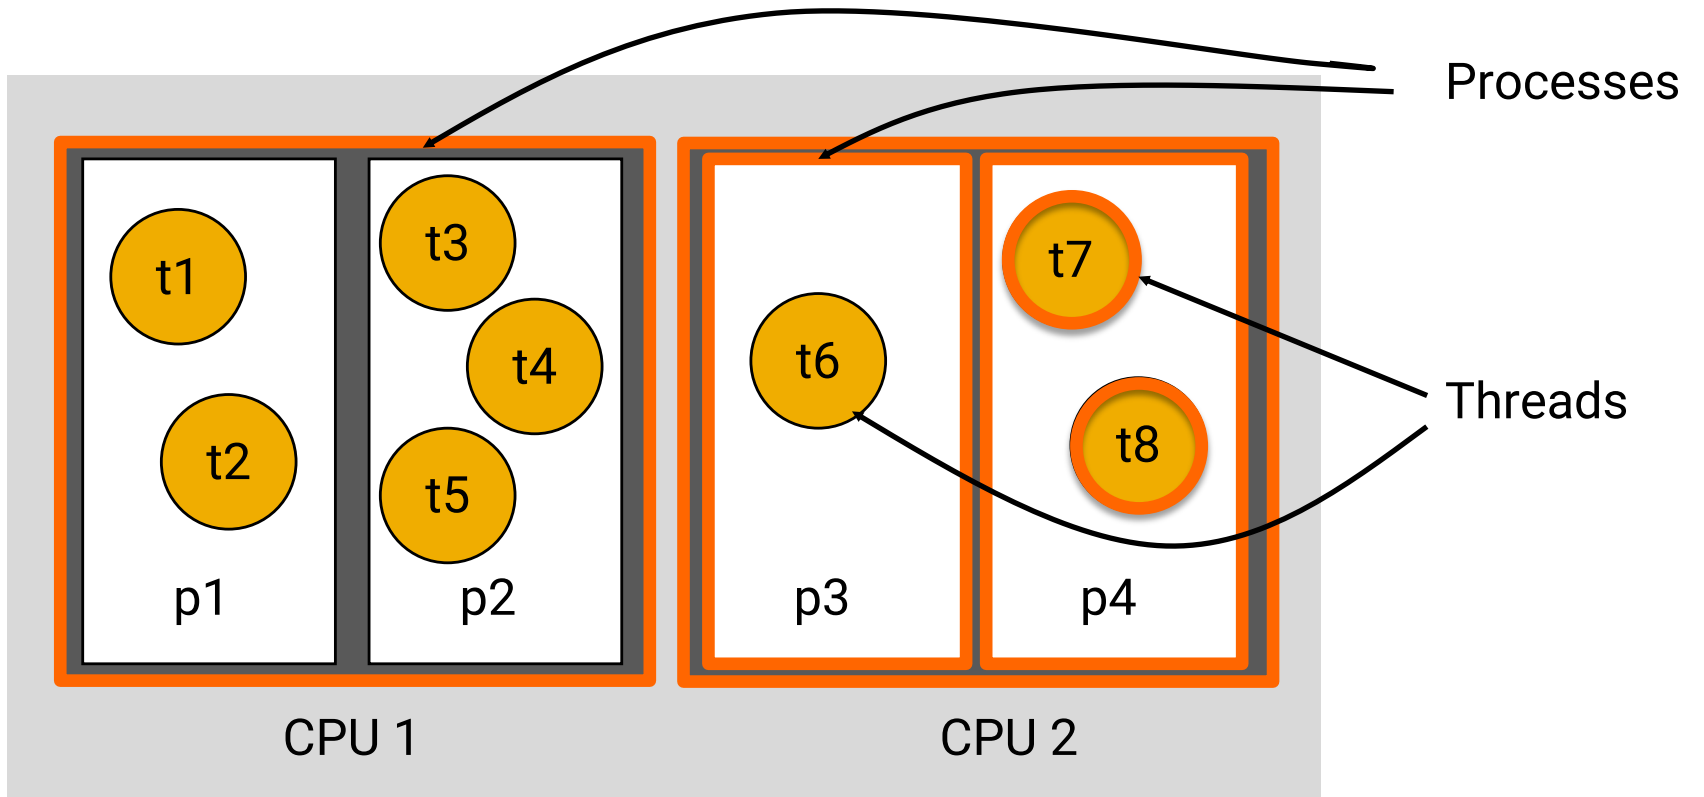 Processes
t1
t2
p1
t3
t4
t5
p2
t6
p3
t7
t8
p4
Threads
CPU 1
CPU 2